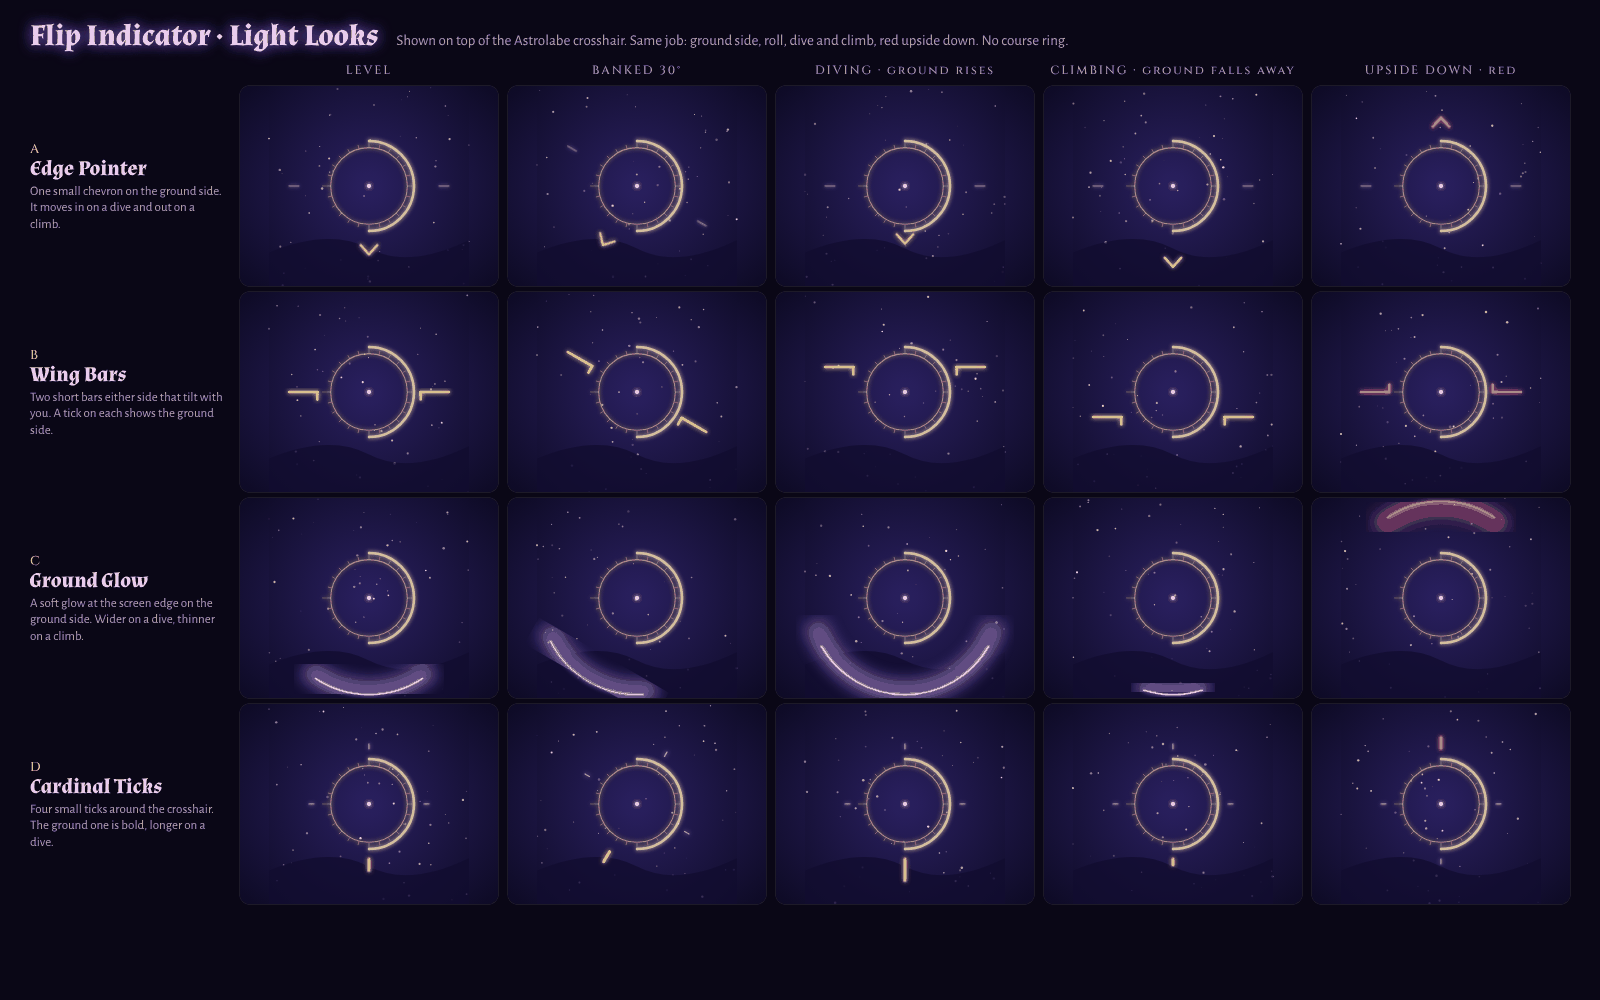 Flip Indicator · Light Looks
Shown on top of the Astrolabe crosshair. Same job: ground side, roll, dive and climb, red upside down. No course ring.
LEVEL
BANKED 30°
DIVING · GROUND RISES
CLIMBING · GROUND FALLS AWAY
UPSIDE DOWN · RED
A
Edge Pointer
One small chevron on the ground side.
It moves in on a dive and out on a
climb.
B
Wing Bars
Two short bars either side that tilt with
you. A tick on each shows the ground
side.
C
Ground Glow
A soft glow at the screen edge on the
ground side. Wider on a dive, thinner
on a climb.
D
Cardinal Ticks
Four small ticks around the crosshair.
The ground one is bold, longer on a
dive.